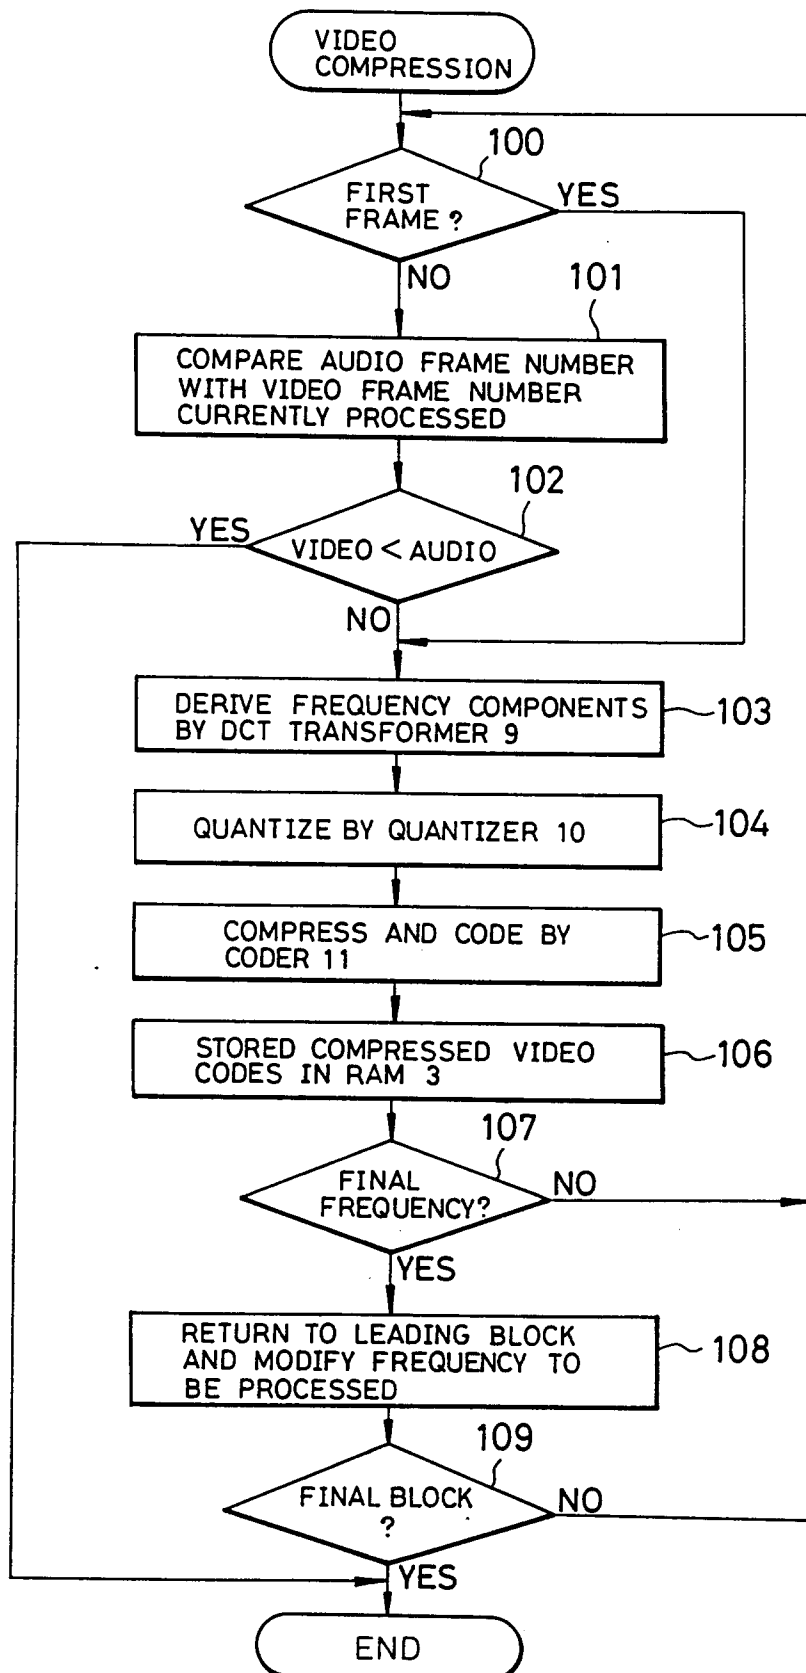 VIDEO
COMPRESSION
100
FIRST
FRAME ?
YES
NO
101
COMPARE AUDIO FRAME NUMBER
WITH VIDEO FRAME NUMBER
CURRENTLY PROCESSED
102
YES
VIDEO < AUDIO
NO
DERIVE FREQUENCY COMPONENTS
BY DCT TRANSFORMER 9
103
QUANTIZE BY QUANTIZER 10
104
COMPRESS AND CODE BY
CODER 11
105
STORED COMPRESSED VIDEO
CODES IN RAM 3
106
107
FINAL
FREQUENCY?
NO
YES
RETURN TO LEADING BLOCK
AND MODIFY FREQUENCY TO
BE PROCESSED
108
109
FINAL BLOCK
?
NO
YES
END